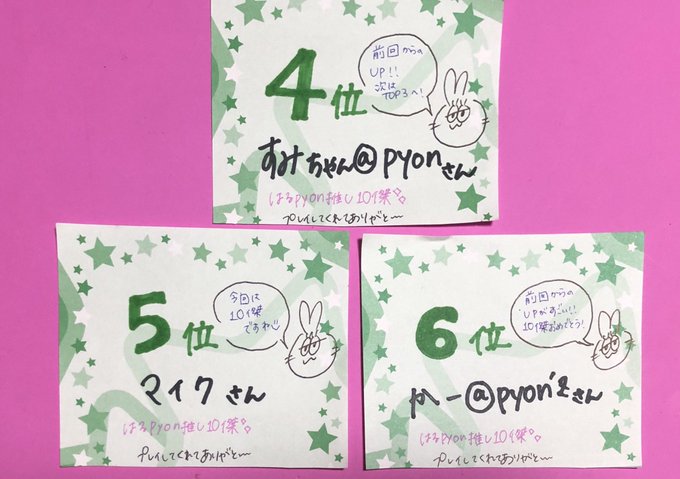 4位
前回からの
UP!!
次は
TOP3へ!
すみちゃん@pyonさん
はるpyon推し10傑
プレイしてくれてありがと〜
5位
今回は
10傑
ですね
マイクさん
はるpyon推し10傑
プレイしてくれてありがと〜
6位
前回からの
UPがすごい!!
10傑おめでとう!
やー@pyon'zさん
はるpyon推し10傑
プレイしてくれてありがと〜